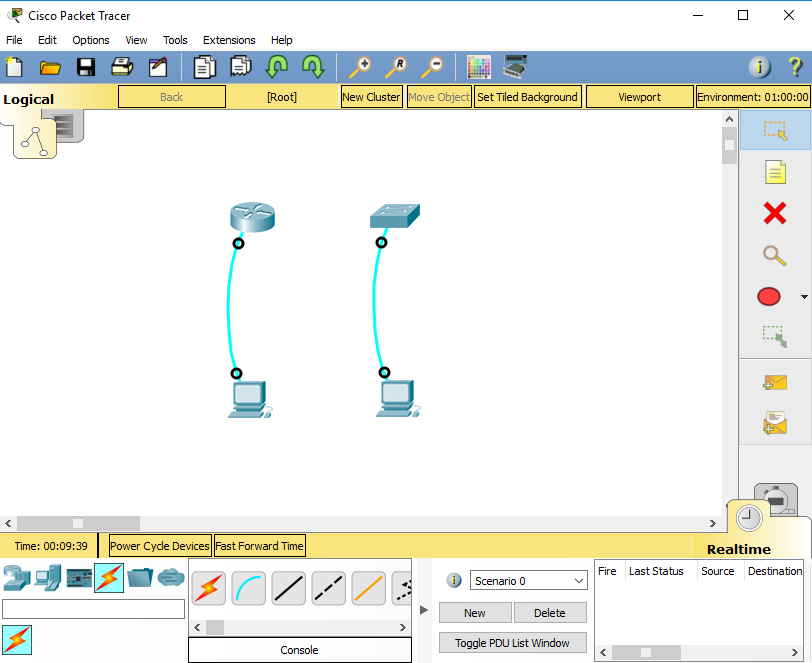 Cisco Packet Tracer
File Edit Options View Tools Extensions Help
Logical Back [Root] New Cluster Move Object Set Tiled Background Viewport Environment: 01:00:00
Time: 00:09:39 Power Cycle Devices Fast Forward Time Realtime
Scenario 0
New Delete
Toggle PDU List Window
Fire Last Status Source Destination
Console